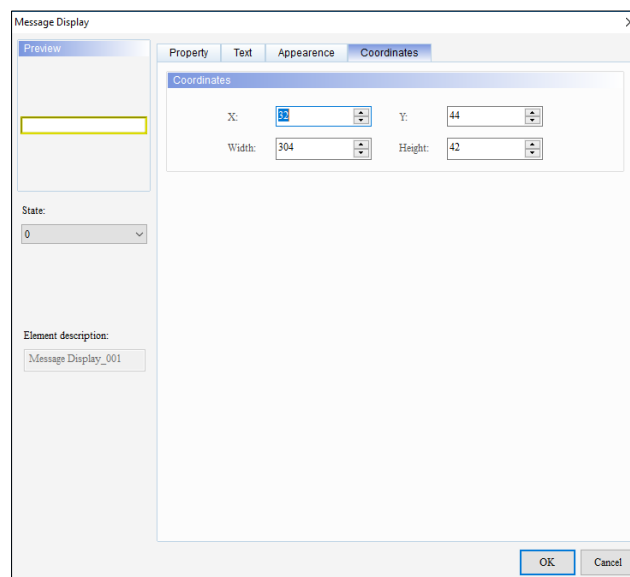 Message Display
Preview
Property Text Appearence Coordinates
Coordinates
X: 32 Y: 44
Width: 304 Height: 42
State:
0
Element description:
Message Display_001
OK Cancel